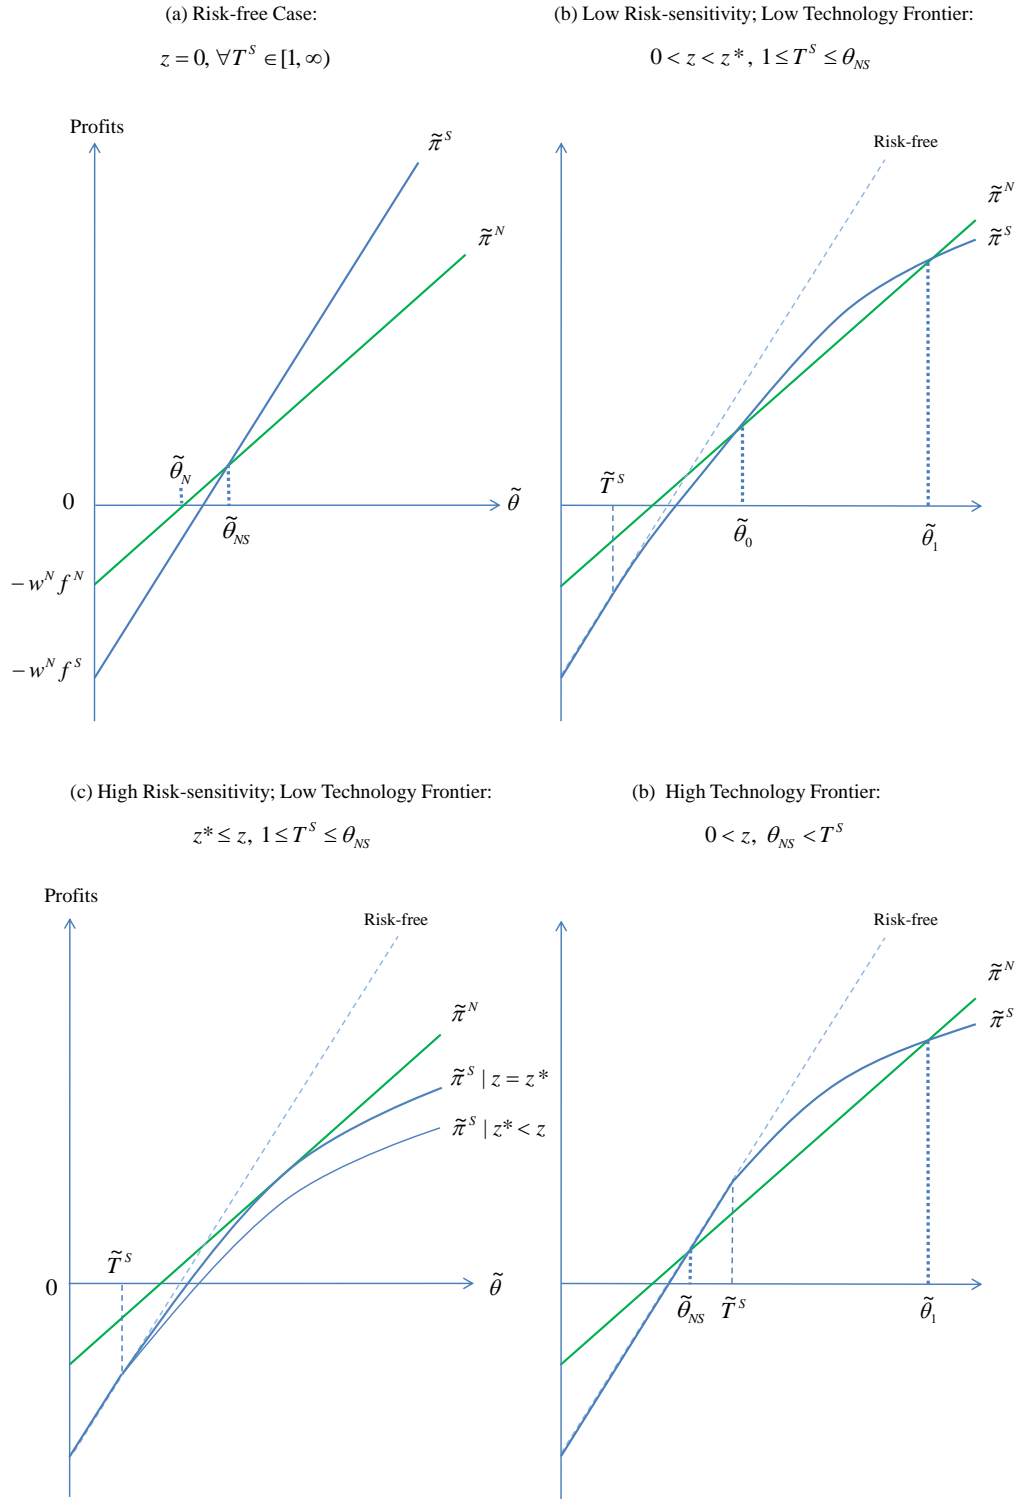 (a) Risk-free Case:
z = 0, ∀T^S ∈ [1, ∞)
Profits
π̃^S
π̃^N
θ̃_N
0
θ̃
θ̃_NS
− w^N f^N
− w^N f^S
(b) Low Risk-sensitivity; Low Technology Frontier:
0 < z < z*, 1 ≤ T^S ≤ θ_NS
Risk-free
π̃^N
π̃^S
T̃^S
θ̃_0
θ̃_1
(c) High Risk-sensitivity; Low Technology Frontier:
z* ≤ z, 1 ≤ T^S ≤ θ_NS
Profits
Risk-free
π̃^N
π̃^S | z = z*
π̃^S | z* < z
T̃^S
0
θ̃
(b) High Technology Frontier:
0 < z, θ_NS < T^S
Risk-free
π̃^N
π̃^S
θ̃_NS
T̃^S
θ̃_1